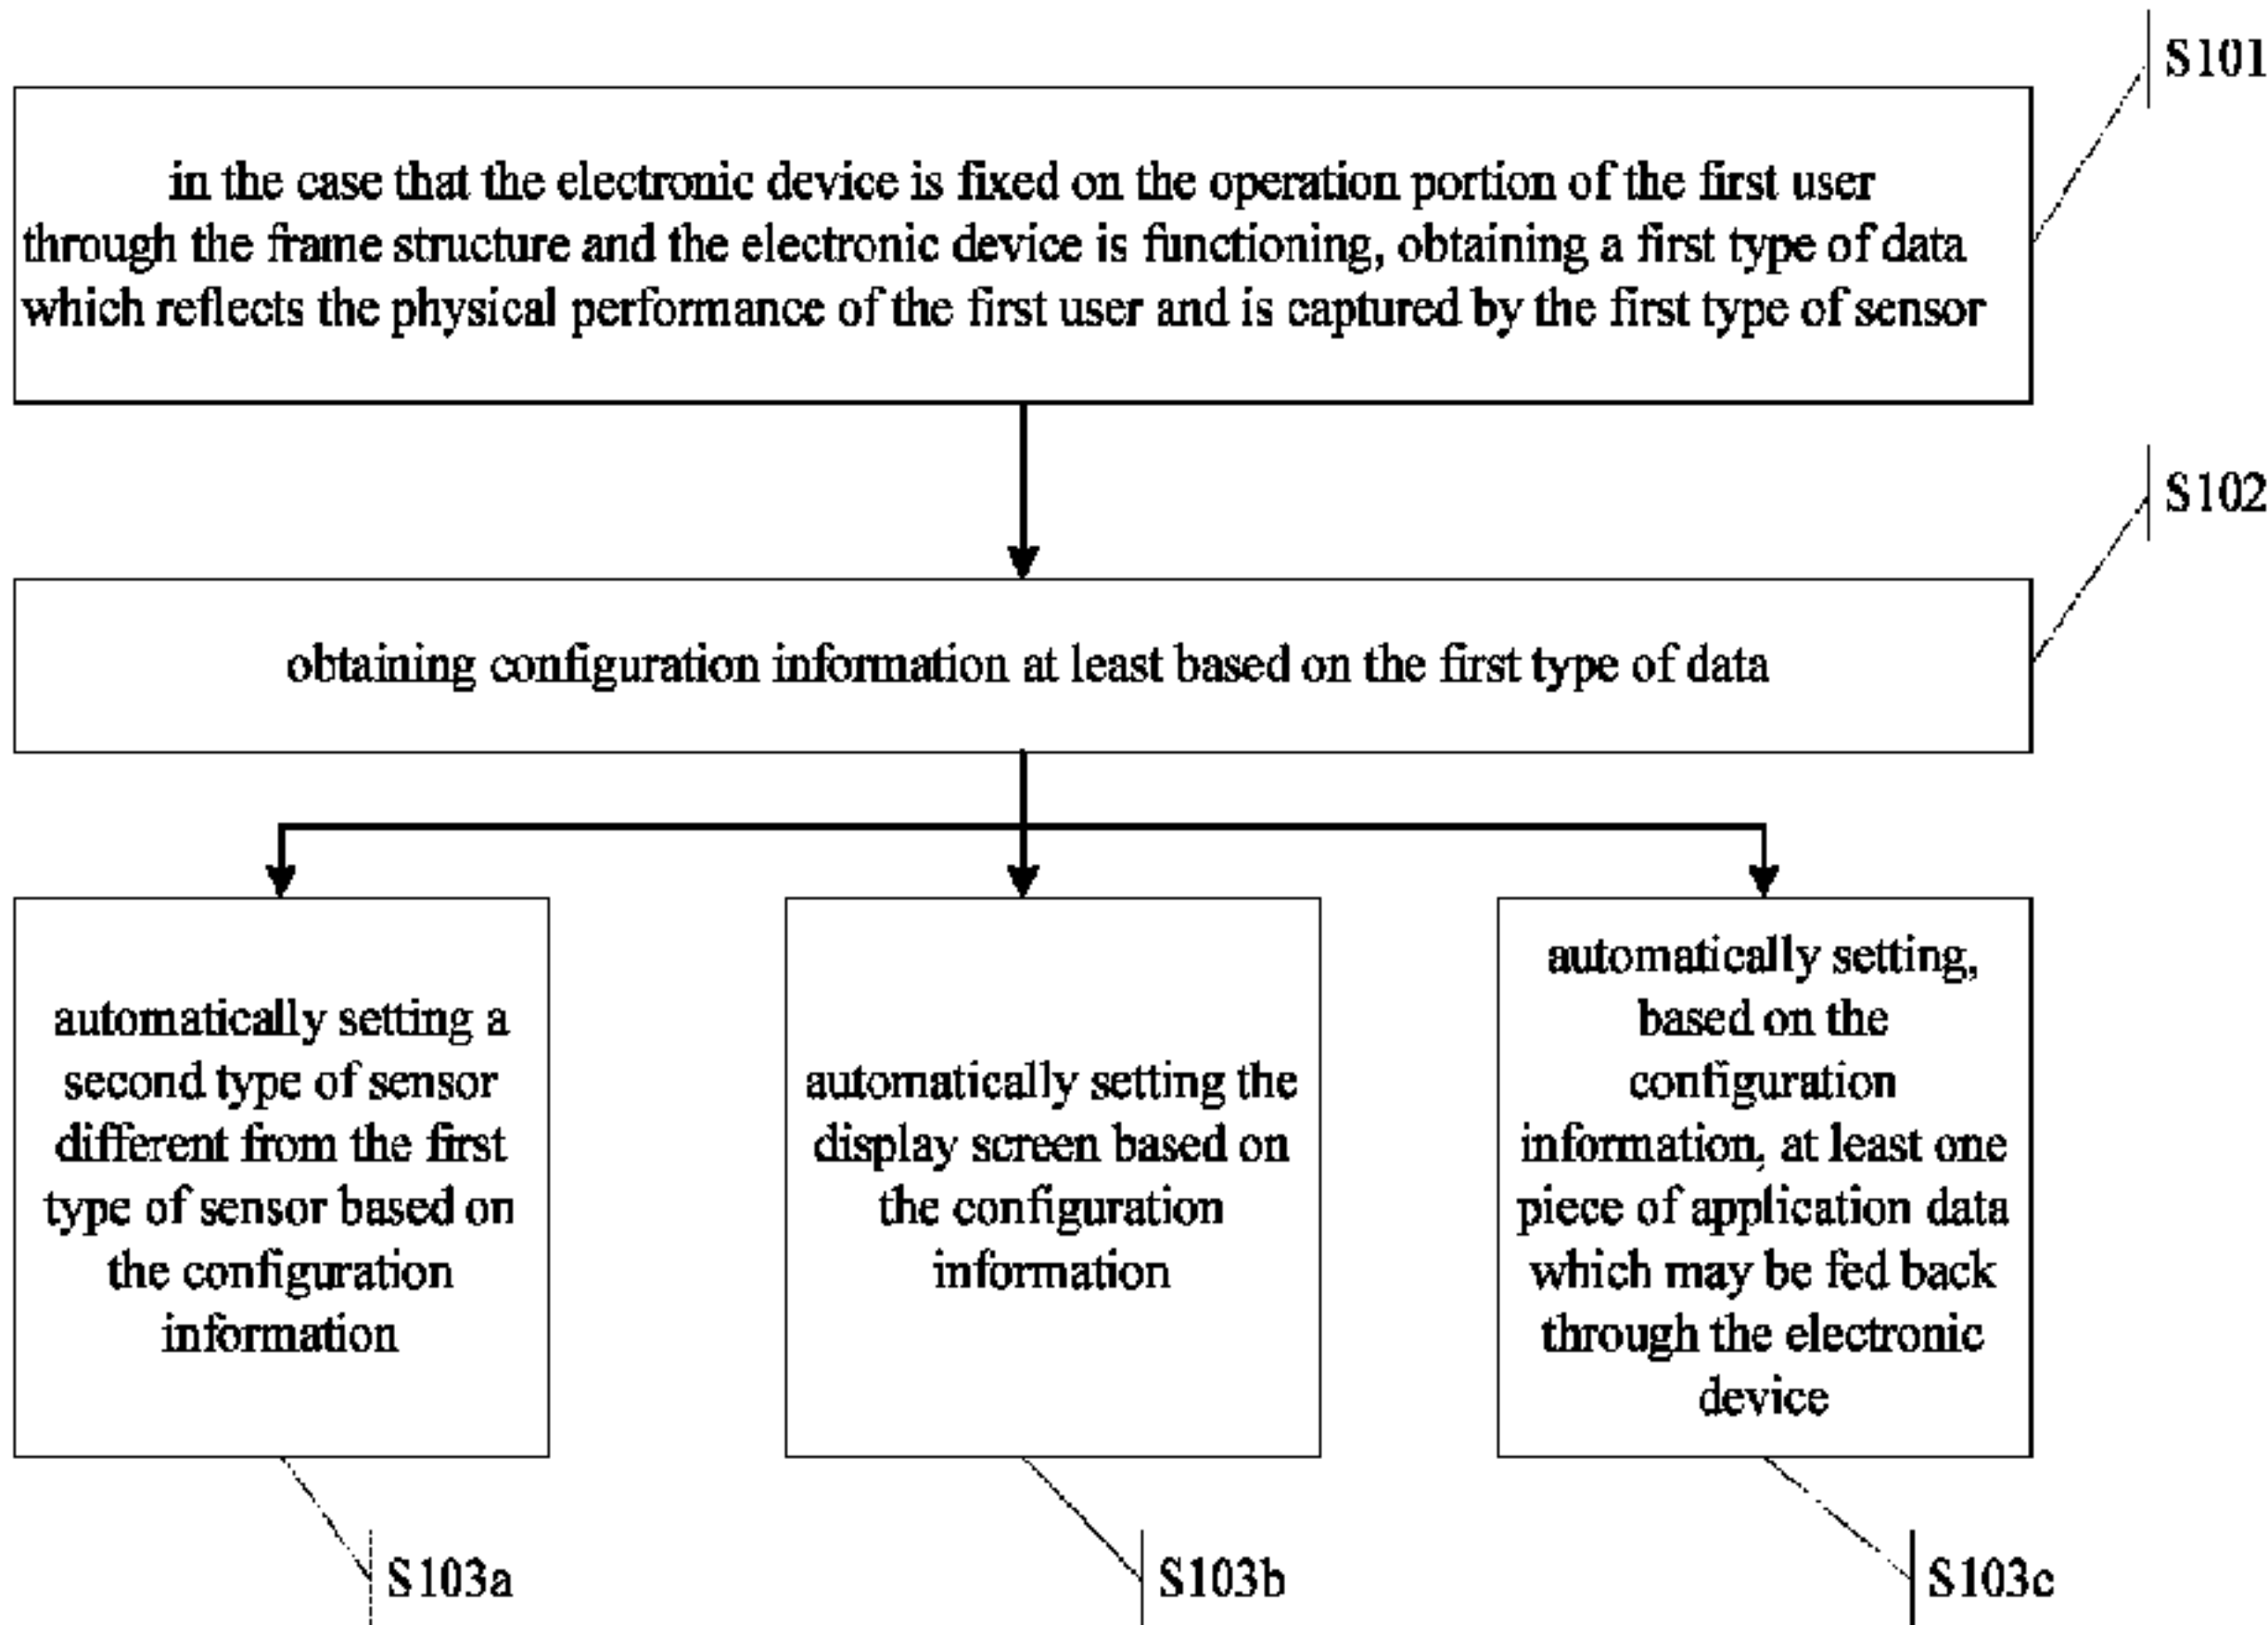 S101
in the case that the electronic device is fixed on the operation portion of the first user
through the frame structure and the electronic device is functioning, obtaining a first type of data
which reflects the physical performance of the first user and is captured by the first type of sensor
S102
obtaining configuration information at least based on the first type of data
automatically setting a
second type of sensor
different from the first
type of sensor based on
the configuration
information
automatically setting the
display screen based on
the configuration
information
automatically setting,
based on the
configuration
information, at least one
piece of application data
which may be fed back
through the electronic
device
S103a
S103b
S103c